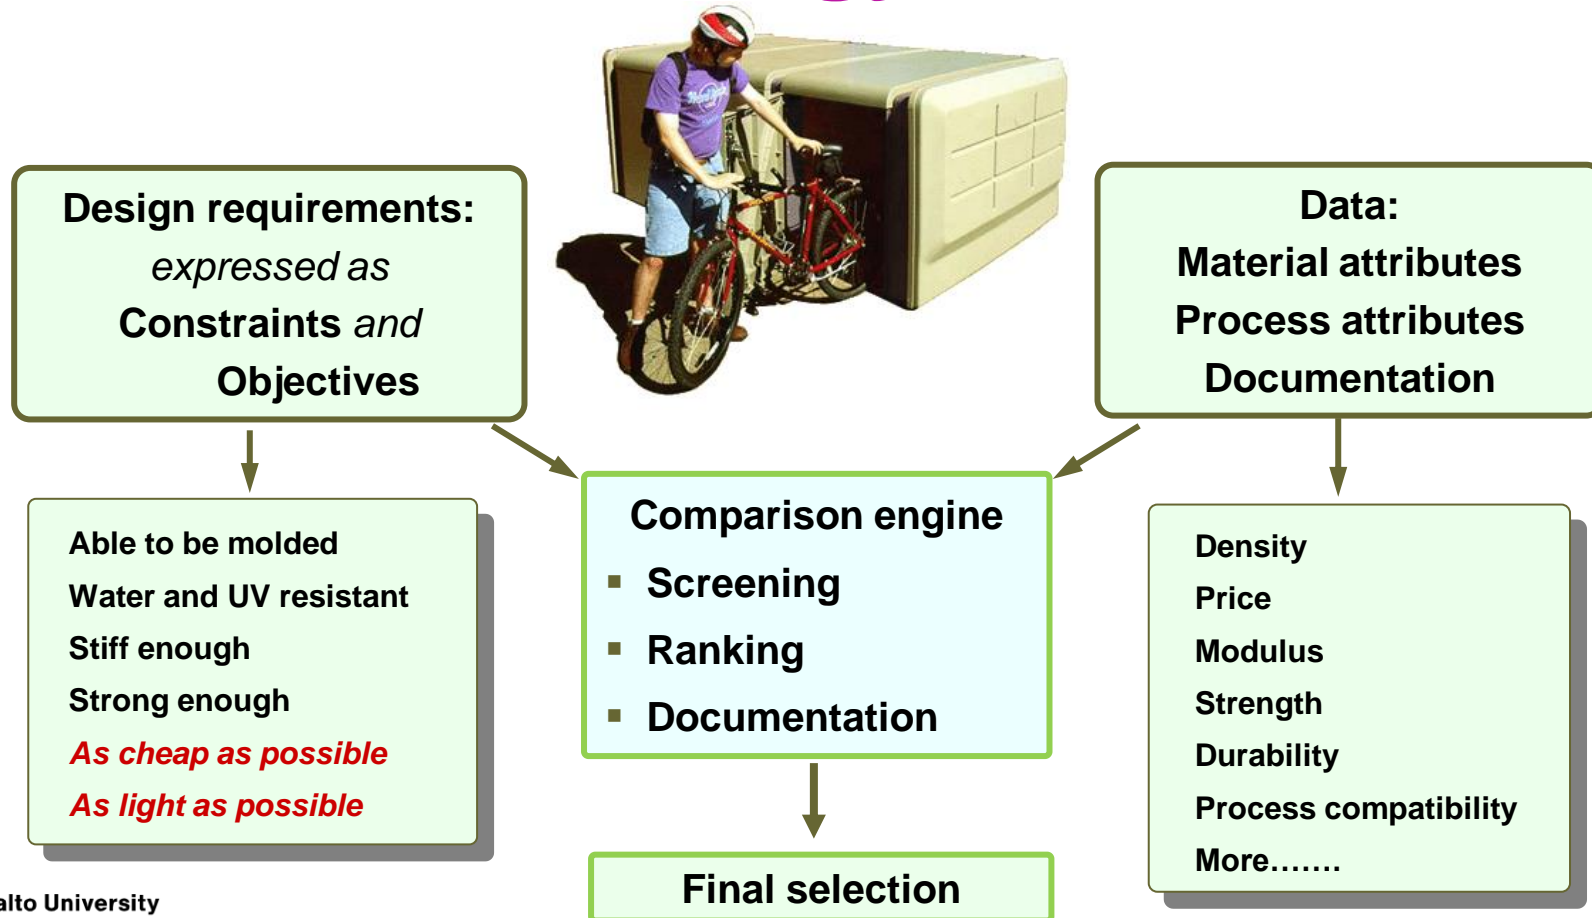 Design requirements:
expressed as
Constraints and
Objectives
Data:
Material attributes
Process attributes
Documentation
Able to be molded
Water and UV resistant
Stiff enough
Strong enough
As cheap as possible
As light as possible
Comparison engine
▪ Screening
▪ Ranking
▪ Documentation
Density
Price
Modulus
Strength
Durability
Process compatibility
More…….
Final selection
alto University